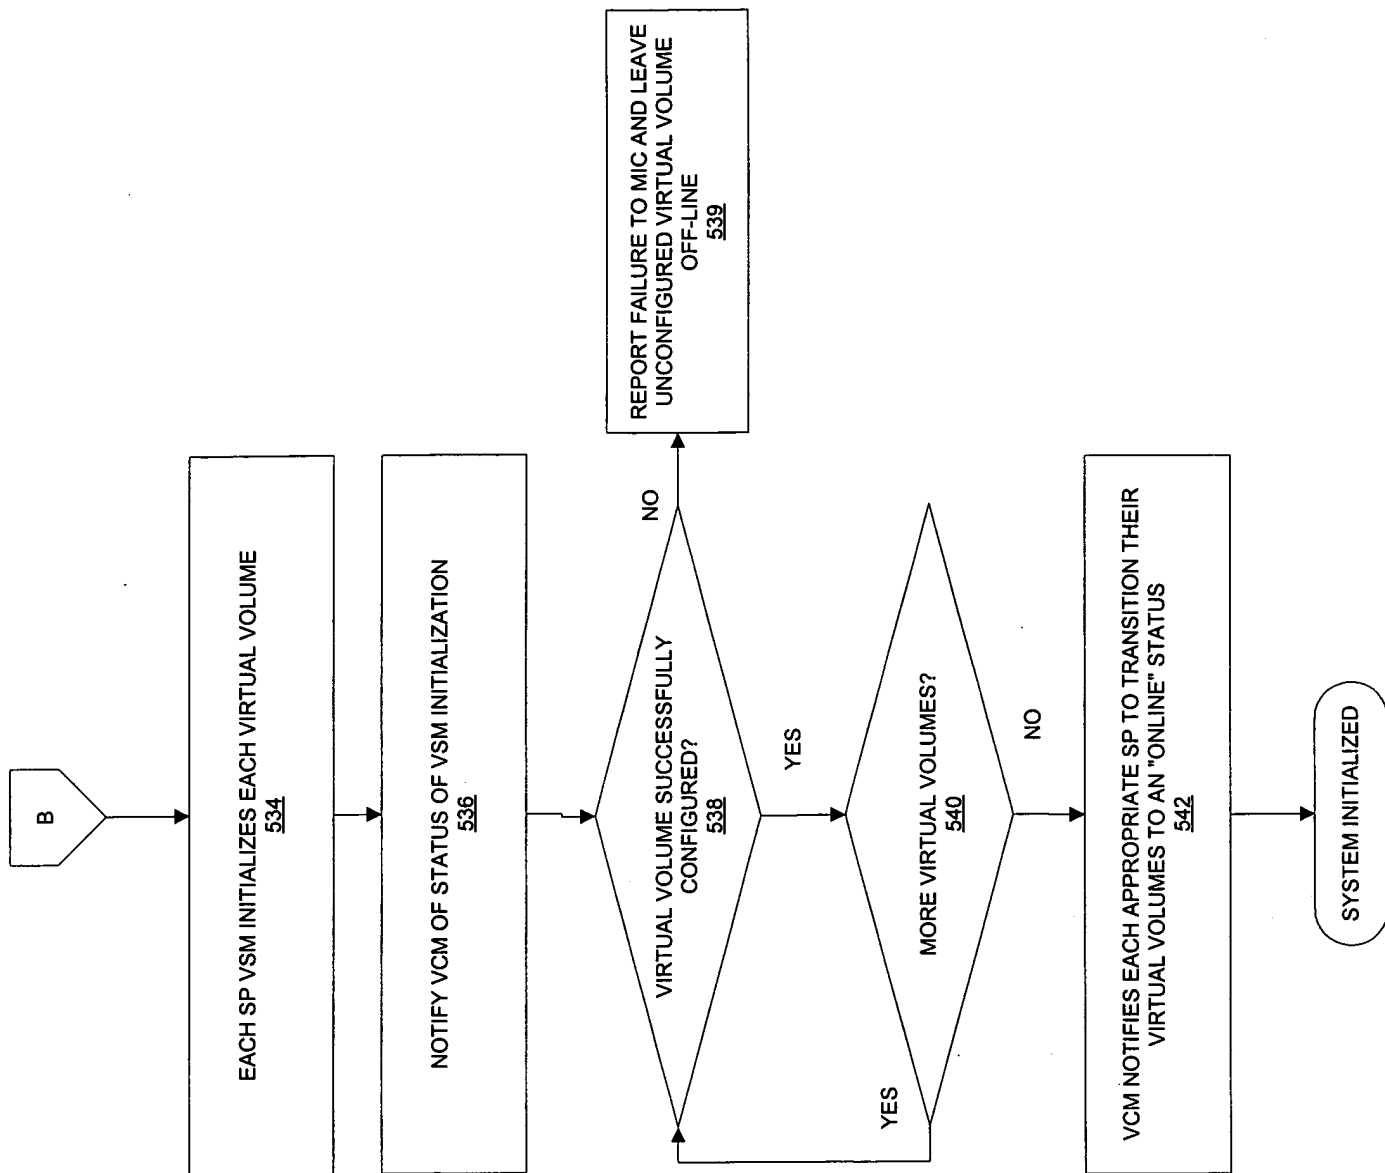 B
EACH SP VSM INITIALIZES EACH VIRTUAL VOLUME
534
NOTIFY VCM OF STATUS OF VSM INITIALIZATION
536
VIRTUAL VOLUME SUCCESSFULLY
CONFIGURED?
538
NO
REPORT FAILURE TO MIC AND LEAVE
UNCONFIGURED VIRTUAL VOLUME
OFF-LINE
539
YES
MORE VIRTUAL VOLUMES?
540
YES
NO
VCM NOTIFIES EACH APPROPRIATE SP TO TRANSITION THEIR
VIRTUAL VOLUMES TO AN "ONLINE" STATUS
542
SYSTEM INITIALIZED